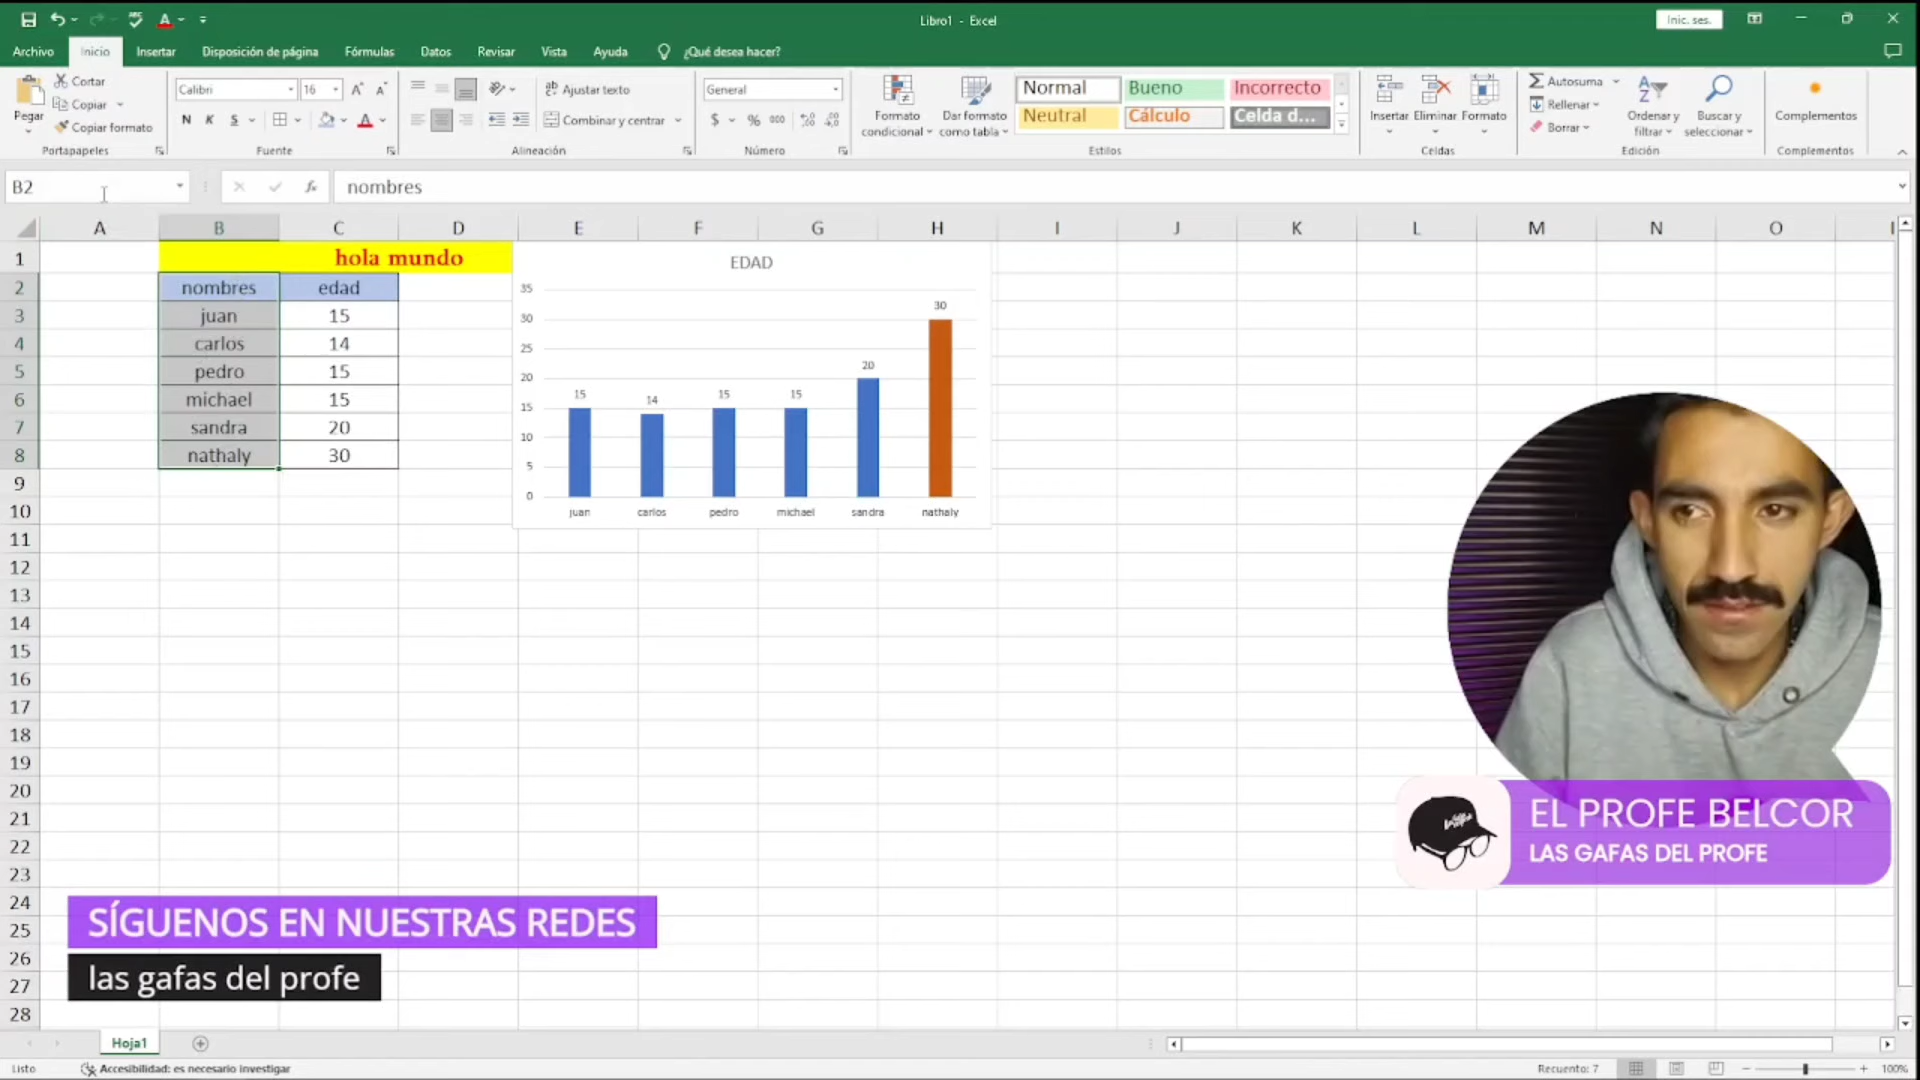 Libro1 - Excel
Inic. ses.
Archivo Inicio Insertar Disposición de página Fórmulas Datos Revisar Vista Ayuda ¿Qué desea hacer?
Pegar
Cortar
Copiar
Copiar formato
Portapapeles
Calibri 16
N K S
Fuente
Ajustar texto
Combinar y centrar
Alineación
General
$ % 000
Número
Formato condicional
Dar formato como tabla
Normal Bueno Incorrecto
Neutral Cálculo Celda d...
Estilos
Insertar Eliminar Formato
Celdas
Autosuma
Rellenar
Borrar
Ordenar y filtrar
Buscar y seleccionar
Edición
Complementos
Complementos
B2 fx nombres
A B C D E F G H I J K L M N O
1 hola mundo
2 nombres edad
3 juan 15
4 carlos 14
5 pedro 15
6 michael 15
7 sandra 20
8 nathaly 30
9
10
11
12
13
14
15
16
17
18
19
20
21
22
23
24
25
26
27
28
EDAD
35
30
25
20
15
10
5
0
15 14 15 15 20 30
juan carlos pedro michael sandra nathaly
EL PROFE BELCOR
LAS GAFAS DEL PROFE
SÍGUENOS EN NUESTRAS REDES
las gafas del profe
Hoja1
Listo Accesibilidad: es necesario investigar Recuento: 7 100%